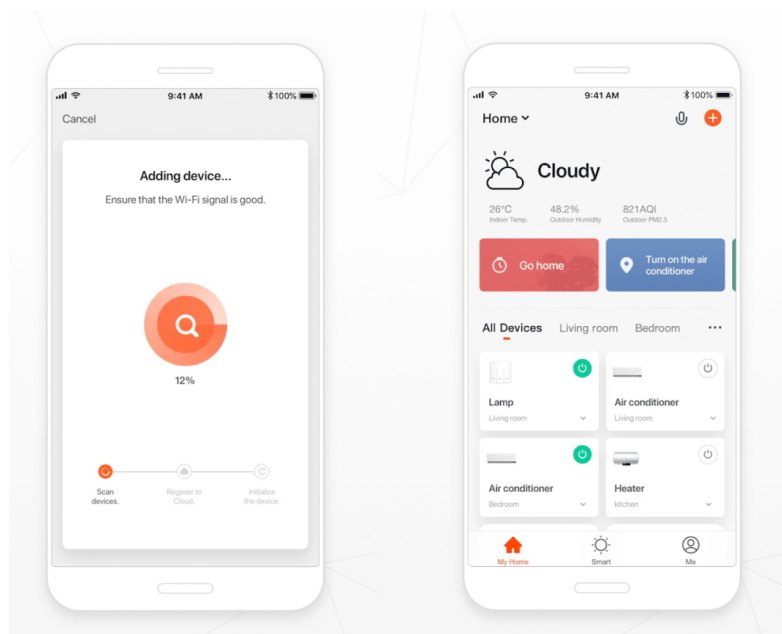 9:41 AM
100%
Cancel
Adding device...
Ensure that the Wi-Fi signal is good.
12%
Scan
devices.
Register to
Cloud.
Initialize
the device.
9:41 AM
100%
Home
Cloudy
26°C
Indoor Temp.
48.2%
Outdoor Humidity
821AQI
Outdoor PM2.5
Go home
Turn on the air
conditioner
All Devices
Living room
Bedroom
Lamp
Living room
Air conditioner
Living room
Air conditioner
Bedroom
Heater
kitchen
My Home
Smart
Me